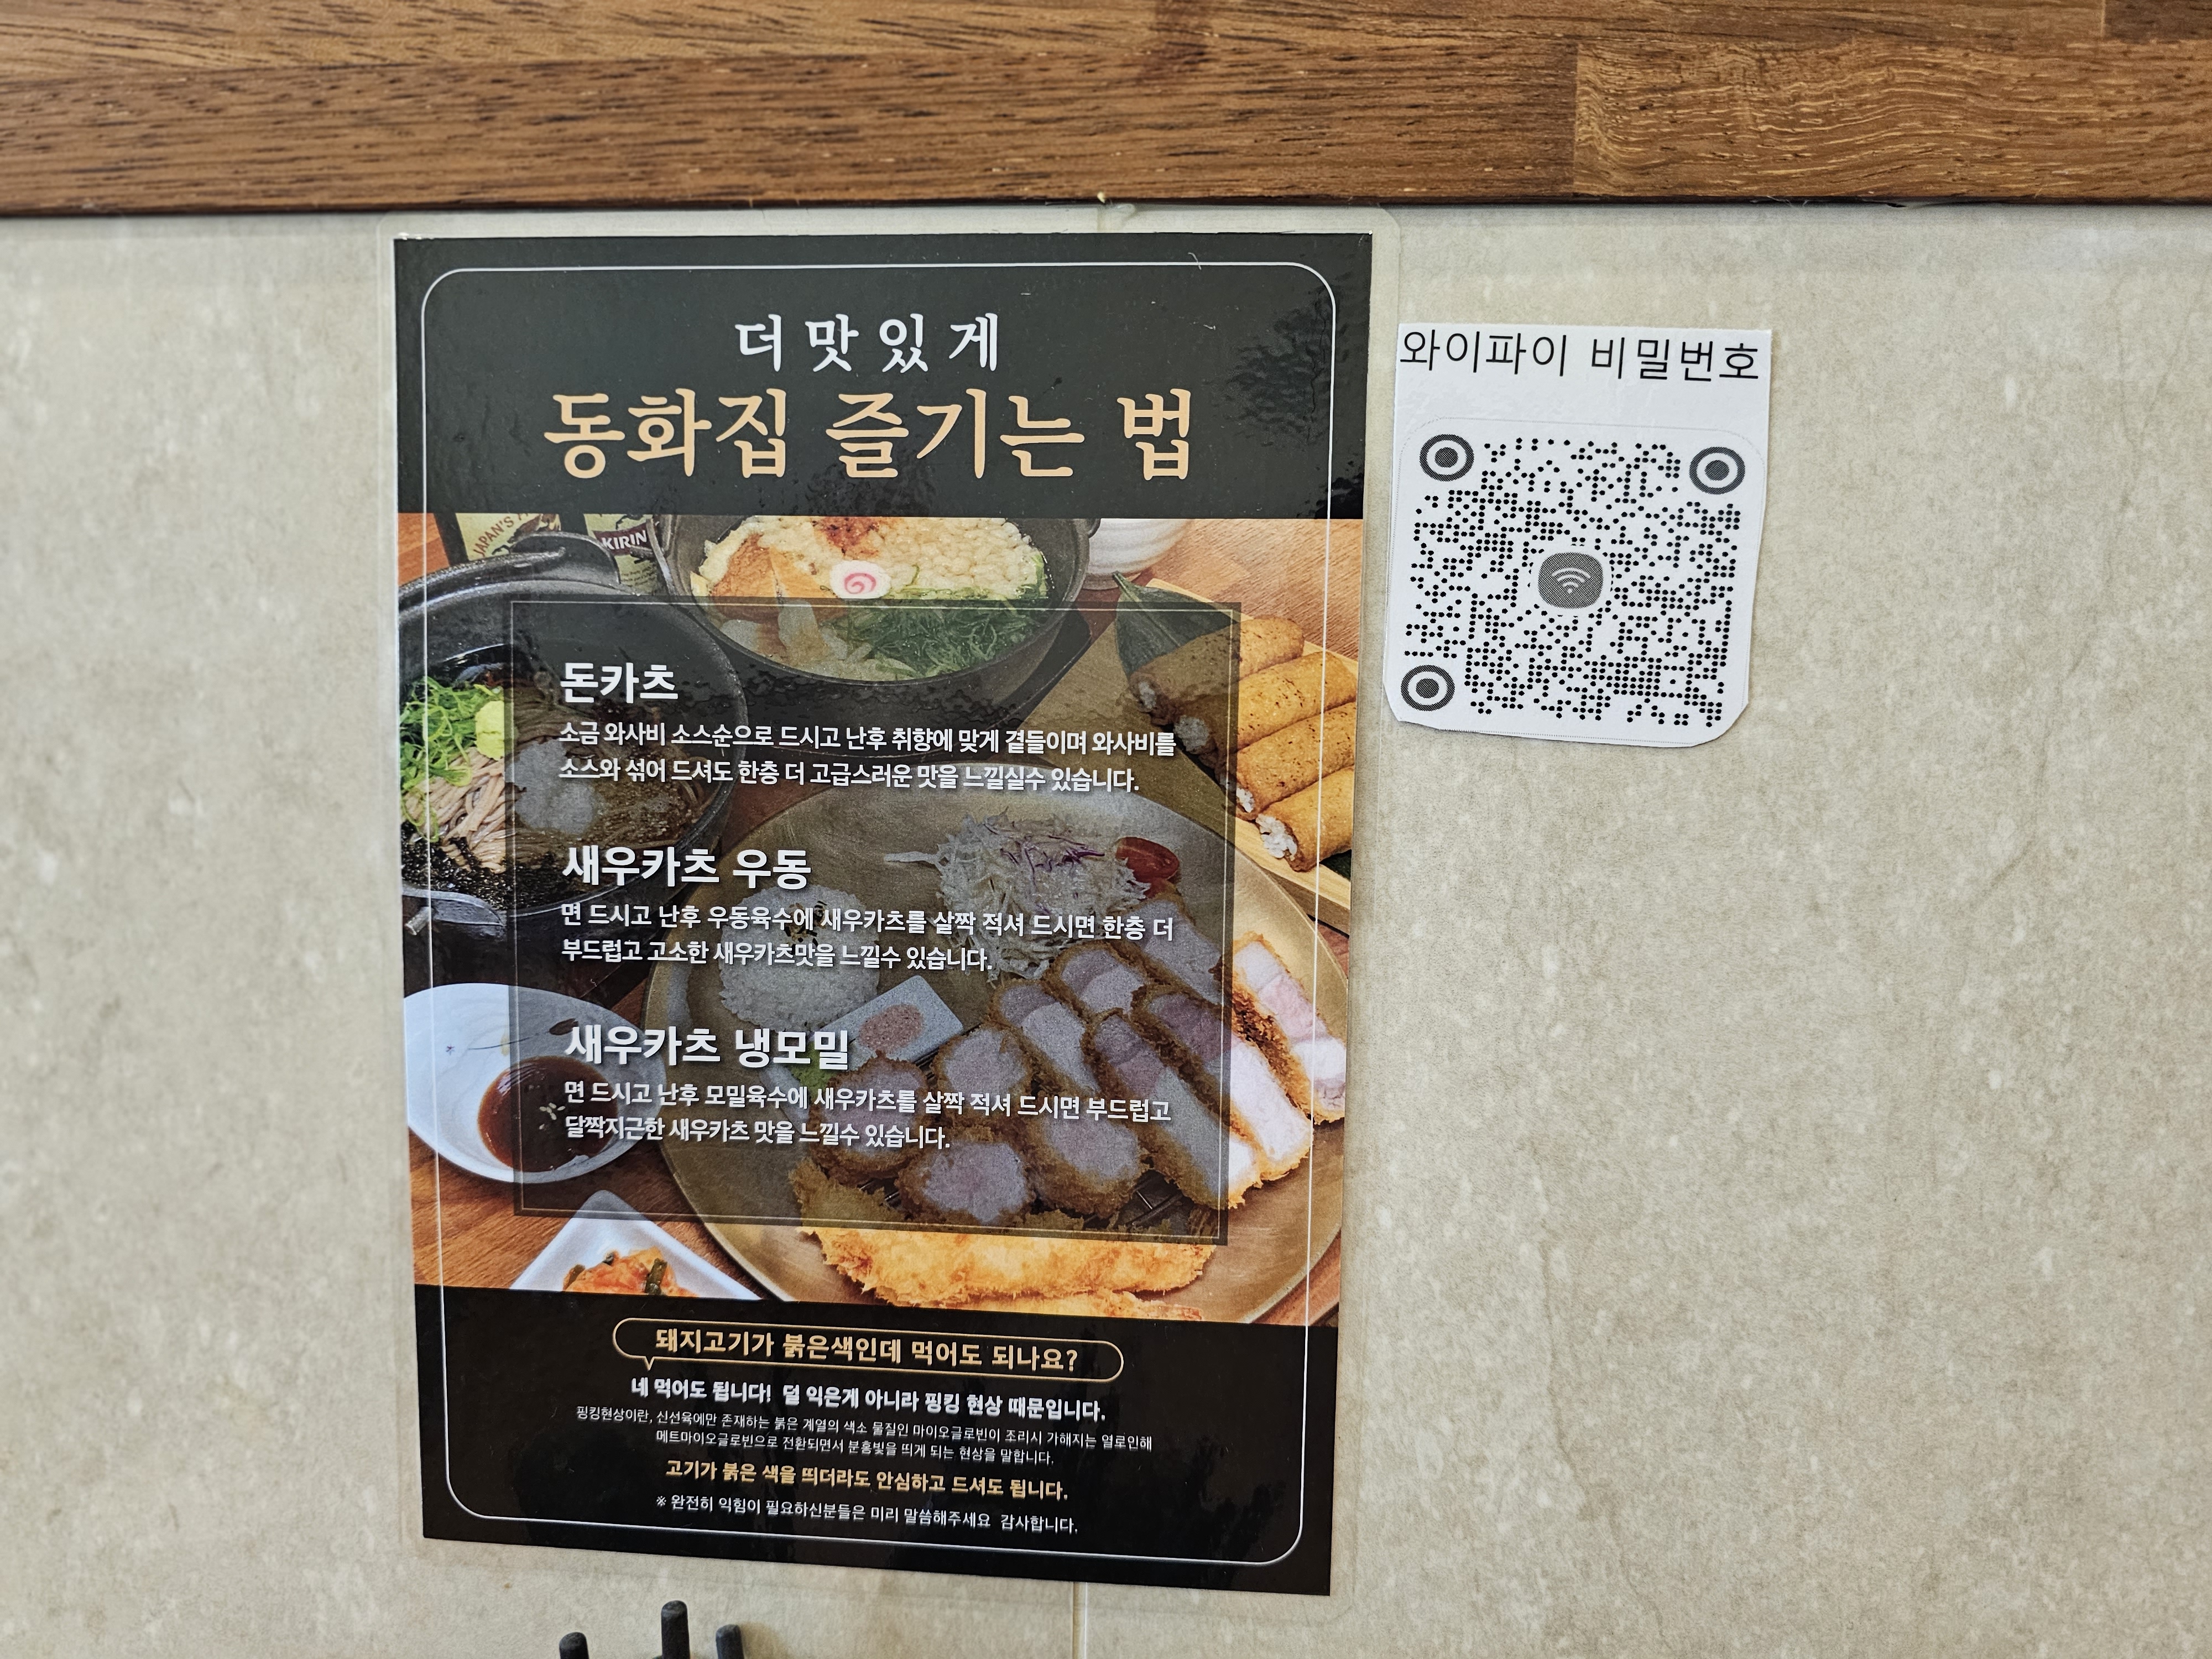 더맛있게
동화집 즐기는 법
JAPAN'S
KIRIN
돈카츠
소금 와사비 소스순으로 드시고 난후 취향에 맞게 곁들이며 와사비를
소스와 섞어 드셔도 한층 더 고급스러운 맛을 느낄실수 있습니다.
새우카츠 우동
면 드시고 난후 우동육수에 새우카츠를 살짝 적셔 드시면 한층 더
부드럽고 고소한 새우카츠맛을 느낄수 있습니다.
새우카츠 냉모밀
면 드시고 난후 모밀육수에 새우카츠를 살짝 적셔 드시면 부드럽고
달짝지근한 새우카츠 맛을 느낄수 있습니다.
돼지고기가 붉은색인데 먹어도 되나요?
네 먹어도 됩니다! 덜 익은게 아니라 핑킹 현상 때문입니다.
핑킹현상이란, 신선육에만 존재하는 붉은 계열의 색소 물질인 마이오글로빈이 조리시 가해지는 열로인해
메트마이오글로빈으로 전환되면서 분홍빛을 띄게 되는 현상을 말합니다.
고기가 붉은 색을 띄더라도 안심하고 드셔도 됩니다.
※ 완전히 익힘이 필요하신분들은 미리 말씀해주세요 감사합니다.
와이파이 비밀번호